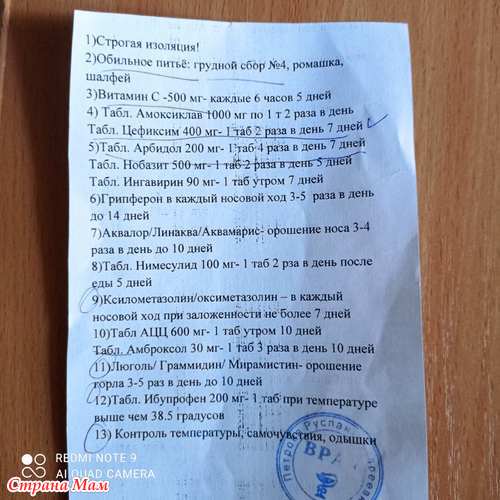 1)Строгая изоляция!
2)Обильное питьё: грудной сбор №4, ромашка,
шалфей
3)Витамин С -500 мг- каждые 6 часов 5 дней
4) Табл. Амоксиклав 1000 мг по 1 т 2 раза в день
Табл. Цефиксим 400 мг- 1 таб 2 раза в день 7 дней
5)Табл. Арбидол 200 мг- 1таб 4 раза в день 7 дней
Табл. Нобазит 500 мг- 1 таб 2 раза в день 5 дней
Табл. Ингавирин 90 мг- 1 таб утром 7 дней
6)Грипферон в каждый носовой ход 3-5 раза в день
до 14 дней
7)Аквалор/Линаква/Аквамарис- орошение носа 3-4
раза в день до 10 дней
8)Табл. Нимесулид 100 мг- 1 таб 2 рза в день после
еды 5 дней
9)Ксилометазолин/оксиметазолин – в каждый
носовой ход при заложенности не более 7 дней
10)Табл АЦЦ 600 мг- 1 таб утром 10 дней
Табл. Амброксол 30 мг- 1 таб 3 раза в день 10 дней
11)Люголь/ Граммидин/ Мирамистин- орошение
горла 3-5 раз в день до 10 дней
12)Табл. Ибупрофен 200 мг- 1 таб при температуре
выше чем 38.5 градусов
13) Контроль температуры, самочувствия, одышки
ВРАЧ
REDMI NOTE 9
AI QUAD CAMERA
Страна Мам